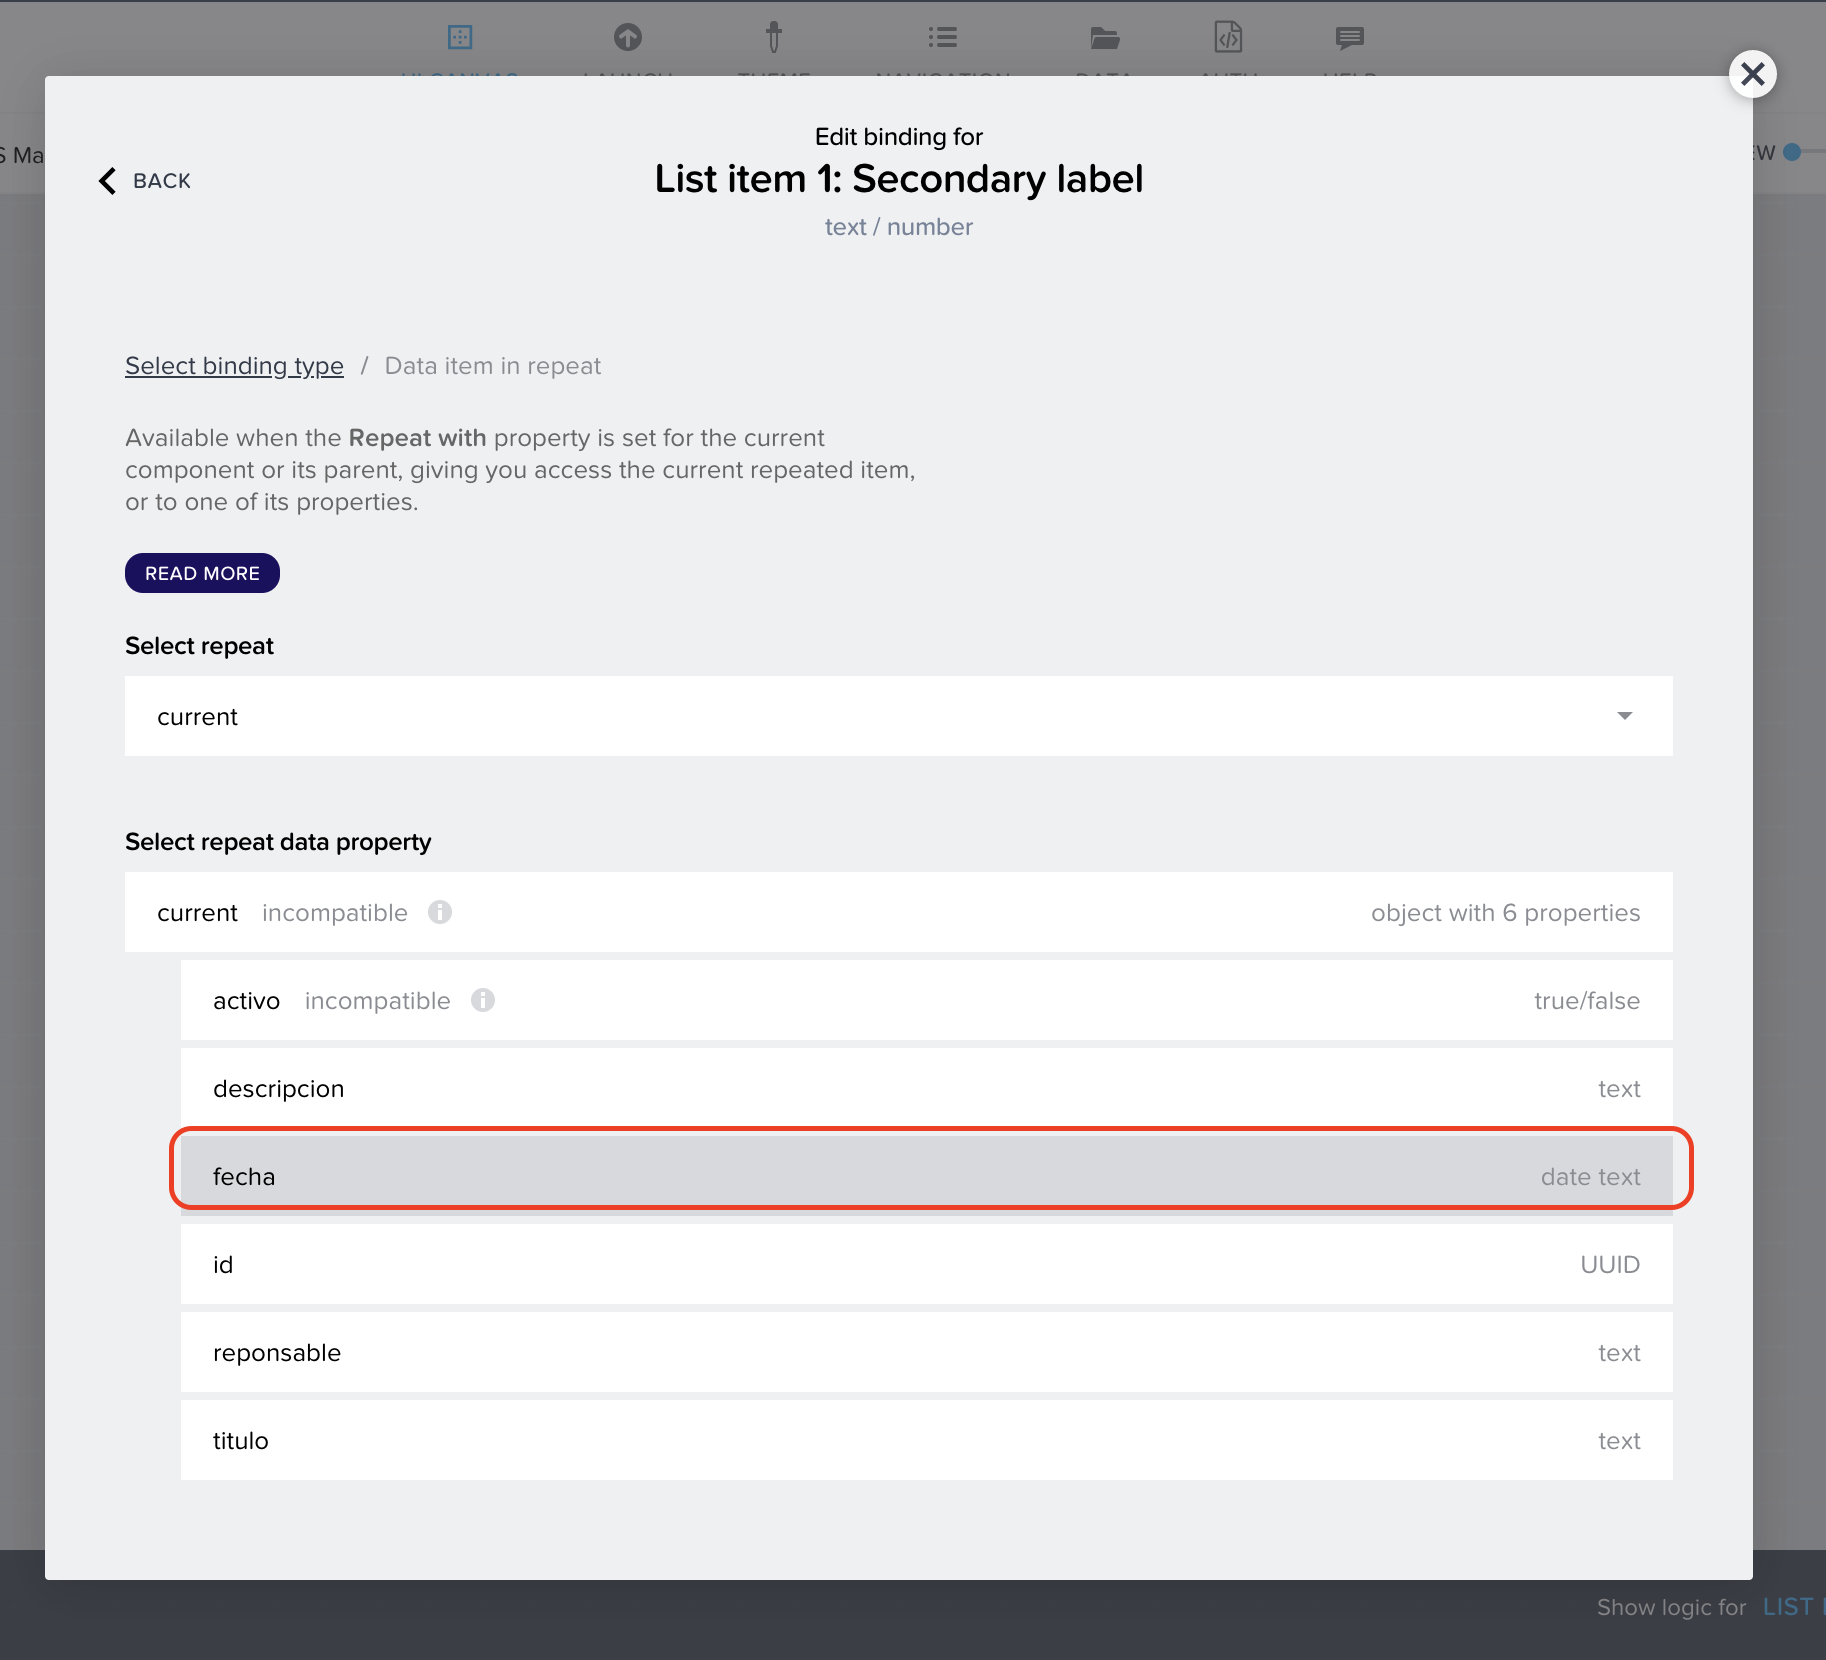 Edit binding for
BACK
List item 1: Secondary label
text / number
Select binding type / Data item in repeat
Available when the Repeat with property is set for the current
component or its parent, giving you access the current repeated item,
or to one of its properties.
READ MORE
Select repeat
current
Select repeat data property
current incompatible object with 6 properties
activo incompatible true/false
descripcion text
fecha date text
id UUID
reponsable text
titulo text
Show logic for LIST